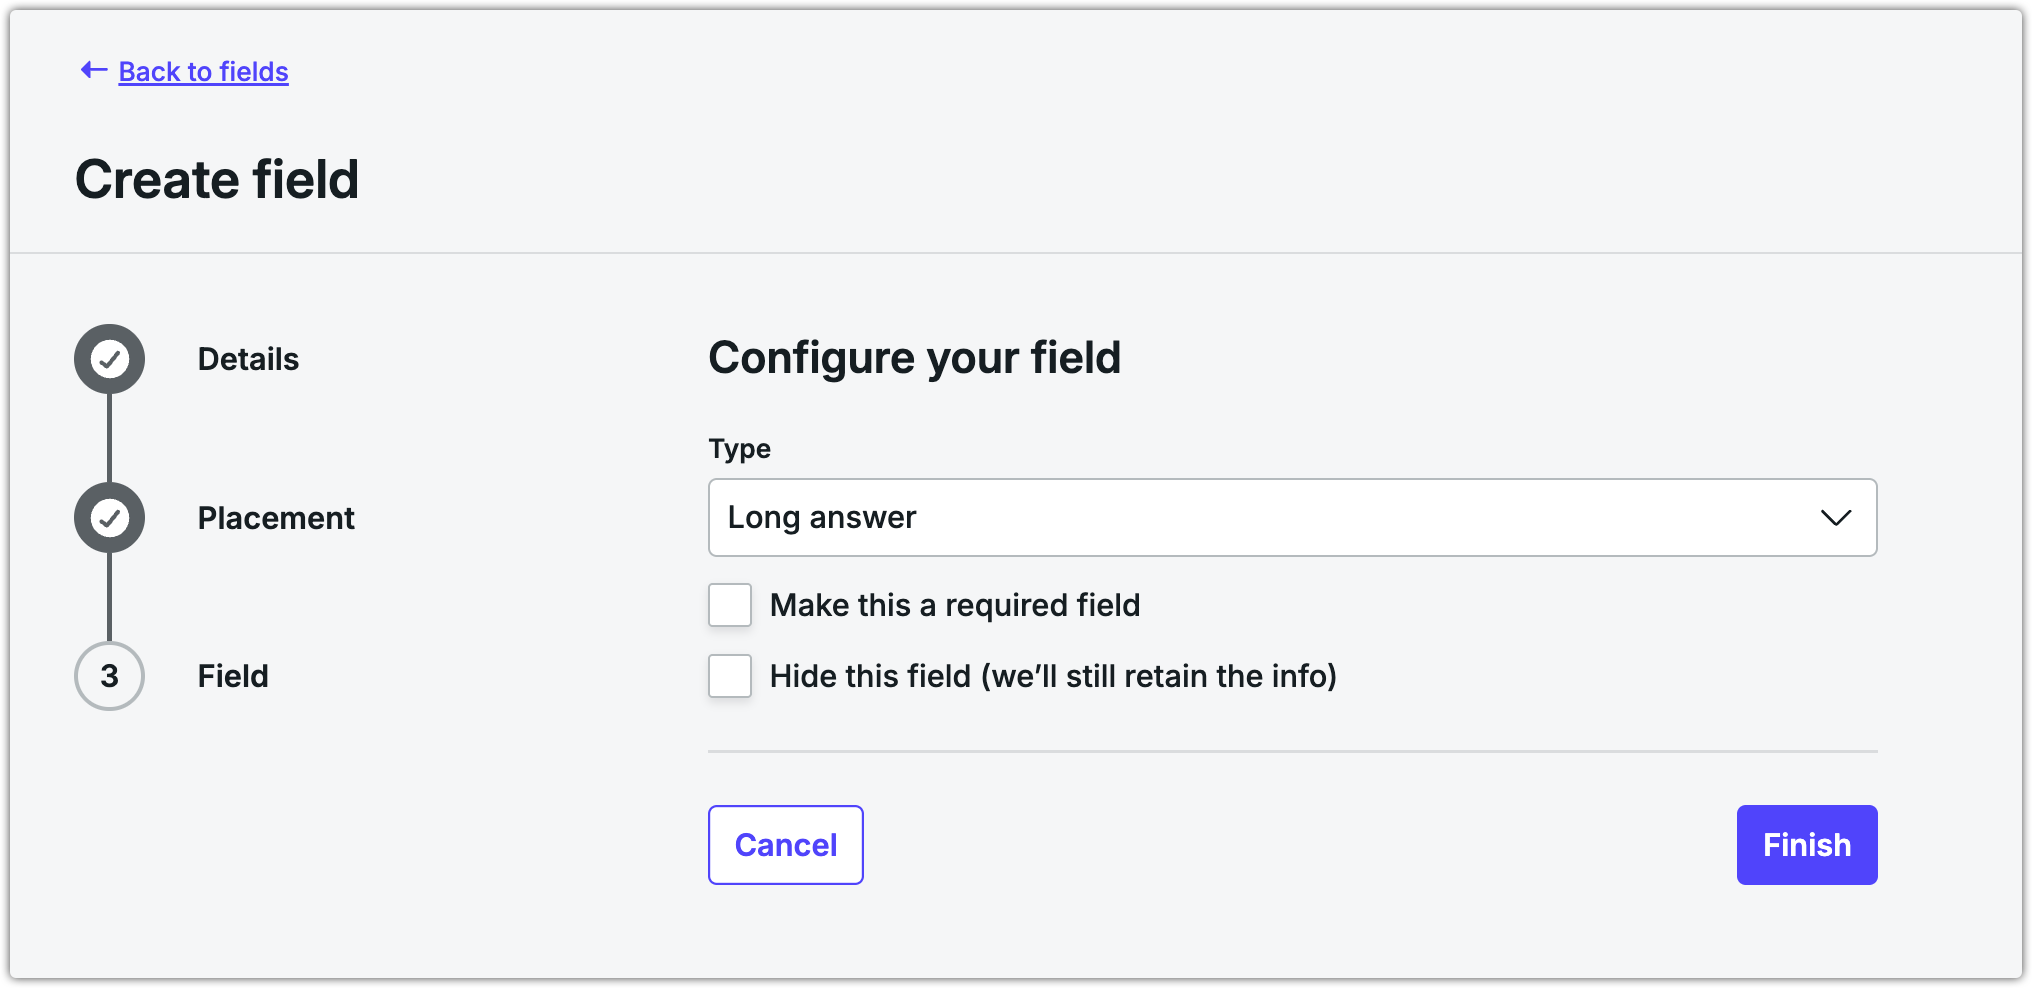 Back to fields
Create field
Details
Placement
3 Field
Configure your field
Type
Long answer
Make this a required field
Hide this field (we’ll still retain the info)
Cancel
Finish